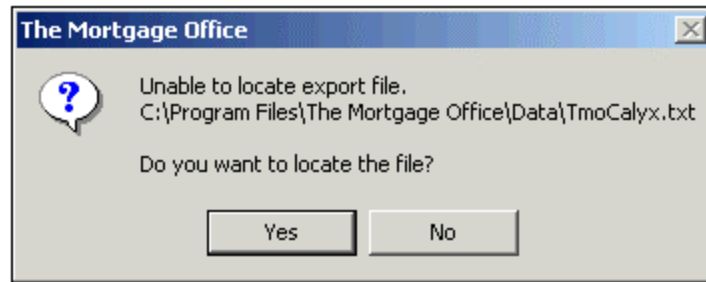 The Mortgage Office
Unable to locate export file.
C:\Program Files\The Mortgage Office\Data\TmoCalyx.txt
Do you want to locate the file?
Yes
No